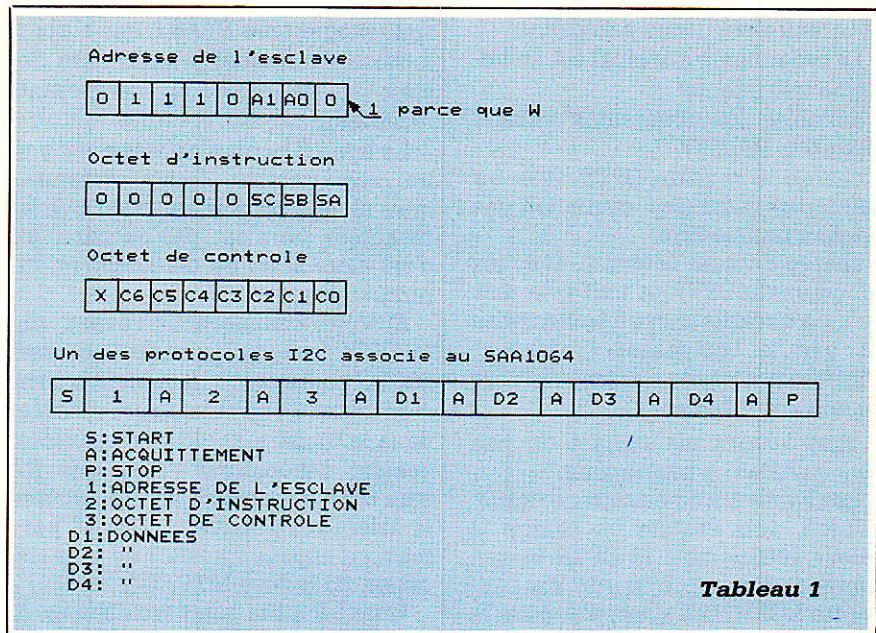 Adresse de l'esclave
0 1 1 1 0 A1 A0 0
1 parce que W
Octet d'instruction
0 0 0 0 0 SC SB SA
Octet de controle
X C6 C5 C4 C3 C2 C1 C0
Un des protocoles I2C associe au SAA1064
S 1 A 2 A 3 A D1 A D2 A D3 A D4 A P
S:START
A:ACQUITTEMENT
P:STOP
1:ADRESSE DE L'ESCLAVE
2:OCTET D'INSTRUCTION
3:OCTET DE CONTROLE
D1:DONNEES
D2: "
D3: "
D4: "
Tableau 1